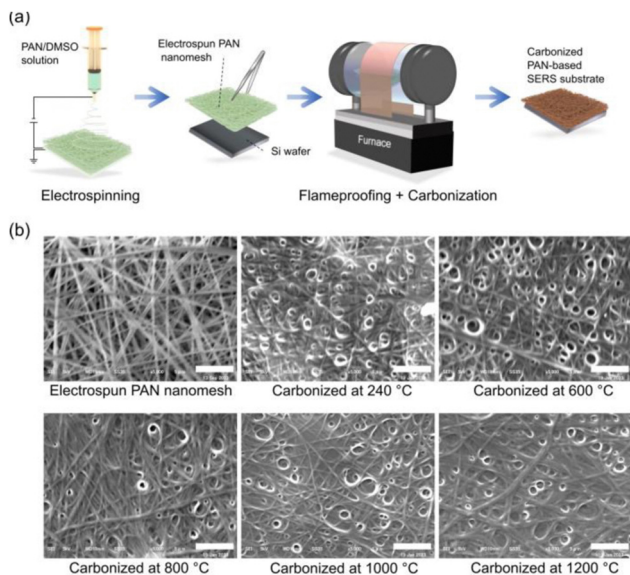 (a)
PAN/DMSO
solution
Electrospun PAN
nanomesh
Si wafer
Furnace
Carbonized
PAN-based
SERS substrate
Electrospinning
Flameproofing + Carbonization
(b)
Electrospun PAN nanomesh
Carbonized at 240 °C
Carbonized at 600 °C
Carbonized at 800 °C
Carbonized at 1000 °C
Carbonized at 1200 °C